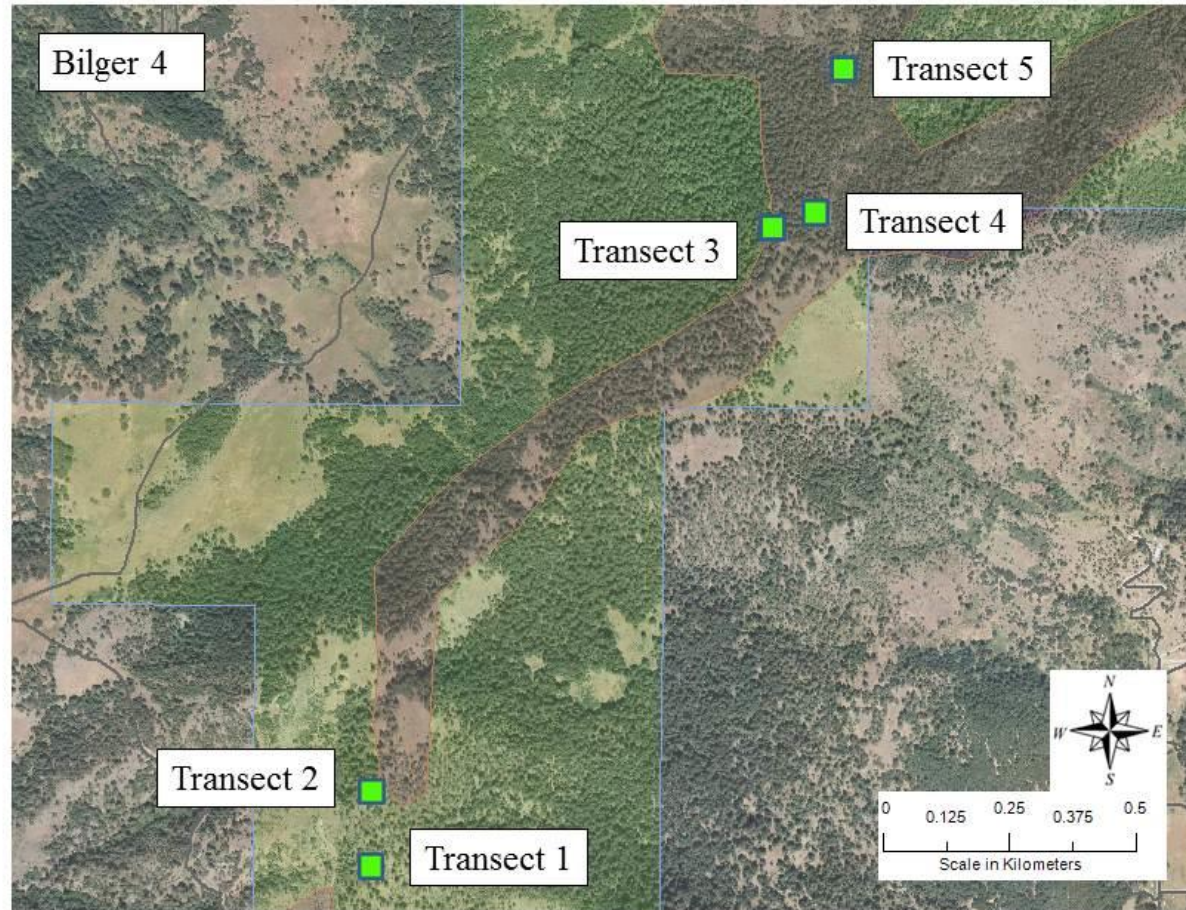 Bilger 4
Transect 5
Transect 4
Transect 3
Transect 2
Transect 1
N
W E
S
0 0.125 0.25 0.375 0.5
Scale in Kilometers